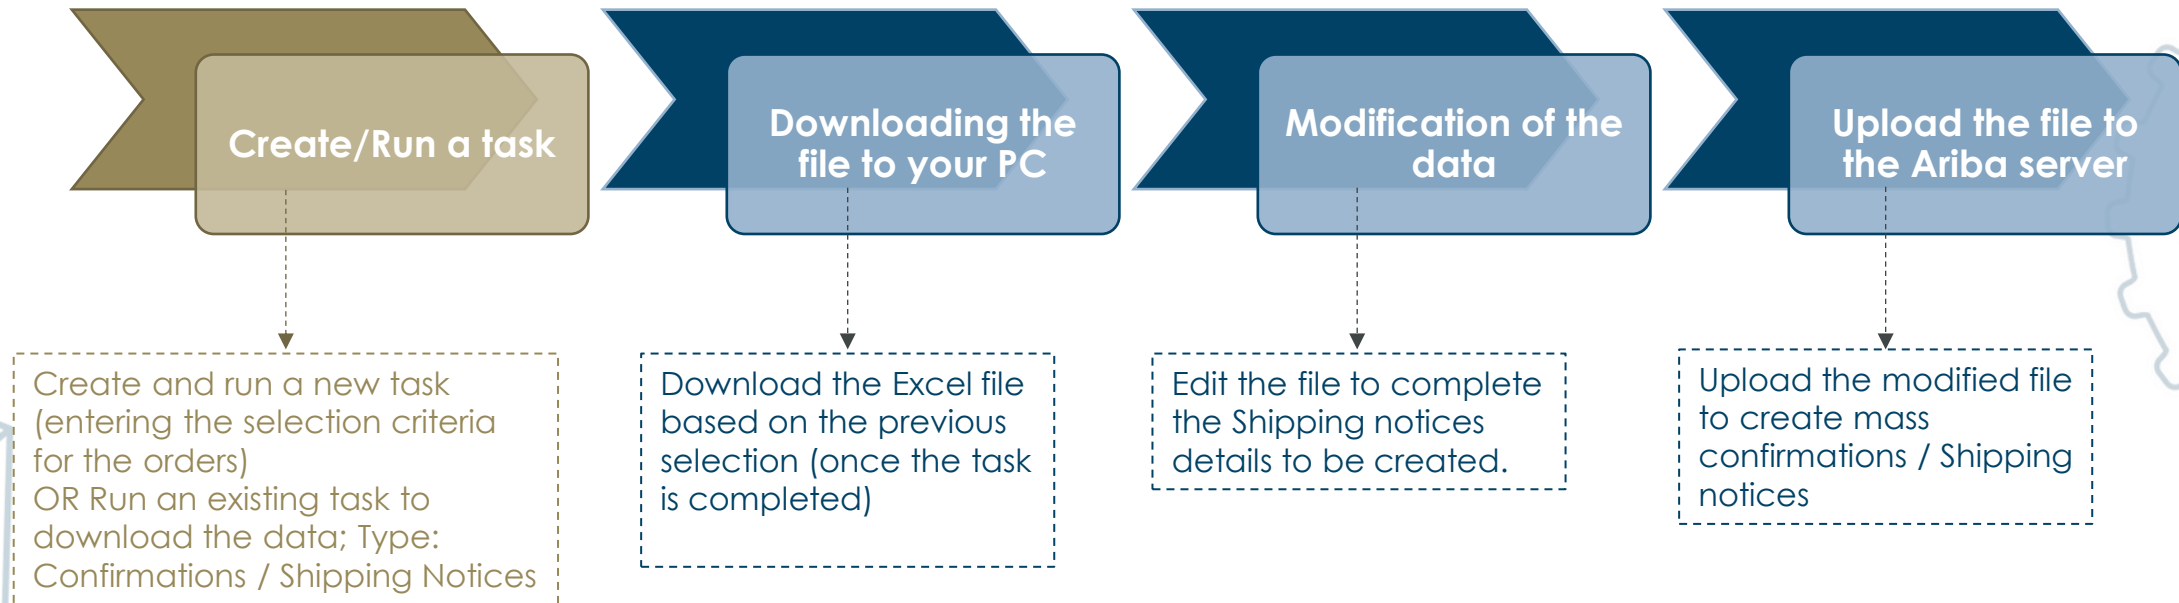 Create/Run a task
Downloading the
file to your PC
Modification of the
data
Upload the file to
the Ariba server
Create and run a new task
(entering the selection criteria
for the orders)
OR Run an existing task to
download the data; Type:
Confirmations / Shipping Notices
Download the Excel file
based on the previous
selection (once the task
is completed)
Edit the file to complete
the Shipping notices
details to be created.
Upload the modified file
to create mass
confirmations / Shipping
notices